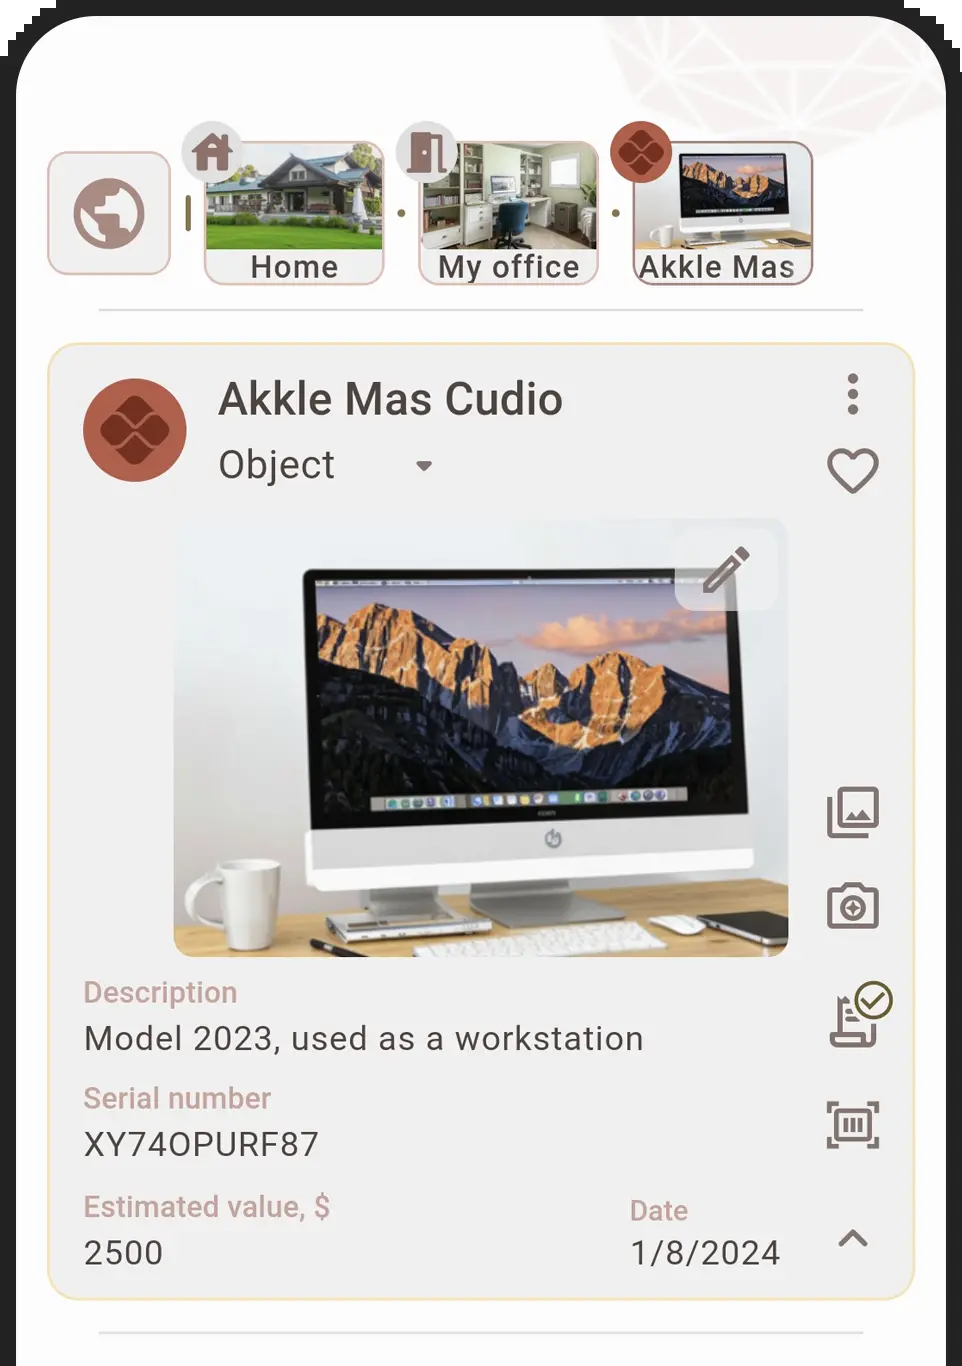 Home
My office
Akkle Mas
Akkle Mas Cudio
Object
Description
Model 2023, used as a workstation
Serial number
XY74OPURF87
Estimated value, $
2500
Date
1/8/2024